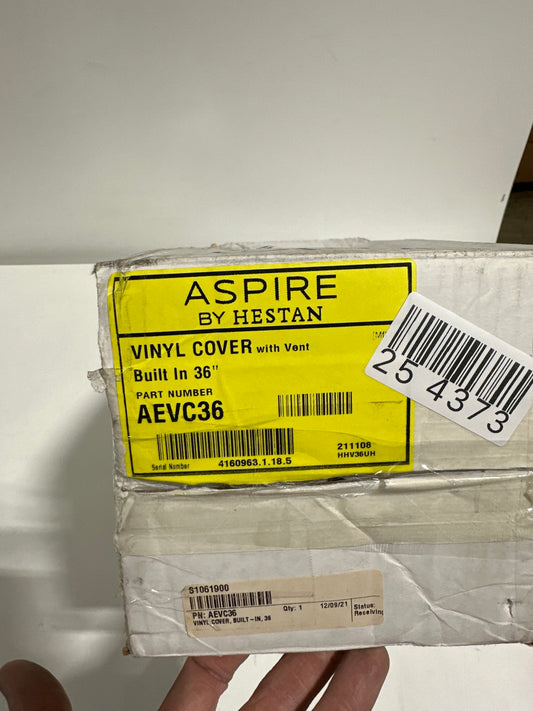 ASPIRE
BY HESTAN
VINYL COVER with Vent
Built In 36"
PART NUMBER
AEVC36
211108
HHV36UH
Serial Number
4160963.1.18.5
25 4373
S1061900
Qty: 1
12/09/21
Status:
Receiving
PN: AEVC36
VINYL COVER, BUILT-IN, 36